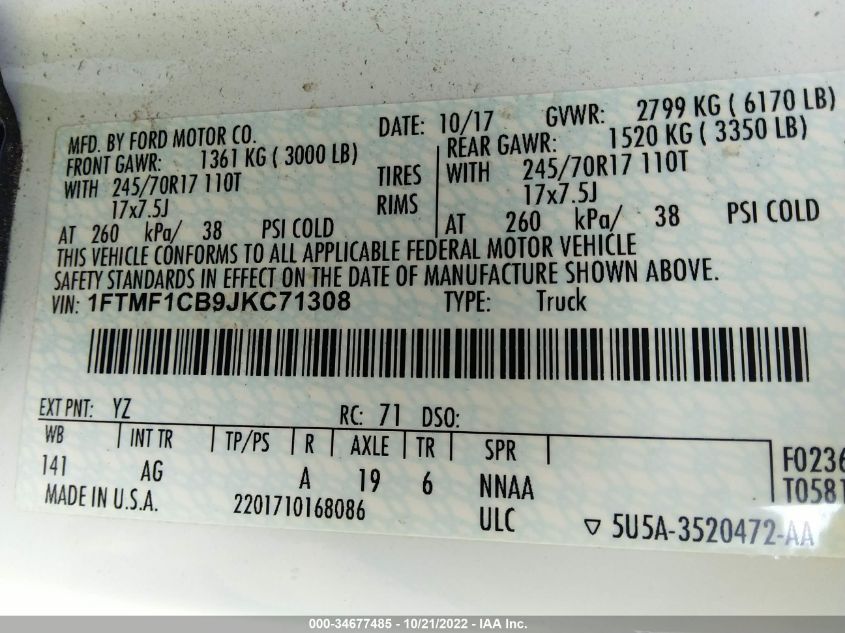 MFD. BY FORD MOTOR CO. DATE: 10/17 GVWR: 2799 KG ( 6170 LB)
FRONT GAWR: 1361 KG ( 3000 LB) REAR GAWR: 1520 KG ( 3350 LB)
WITH 245/70R17 110T TIRES WITH 245/70R17 110T
17x7.5J RIMS 17x7.5J
AT 260 kPa/ 38 PSI COLD AT 260 kPa/ 38 PSI COLD
THIS VEHICLE CONFORMS TO ALL APPLICABLE FEDERAL MOTOR VEHICLE
SAFETY STANDARDS IN EFFECT ON THE DATE OF MANUFACTURE SHOWN ABOVE.
VIN: 1FTMF1CB9JKC71308 TYPE: Truck
EXT PNT: YZ RC: 71 DSO:
WB INT TR TP/PS R AXLE TR SPR
141 AG A 19 6 NNAA F0236
MADE IN U.S.A. 2201710168086 ULC T0581
▽ 5U5A-3520472-AA
000-34677485 - 10/21/2022 - IAA Inc.